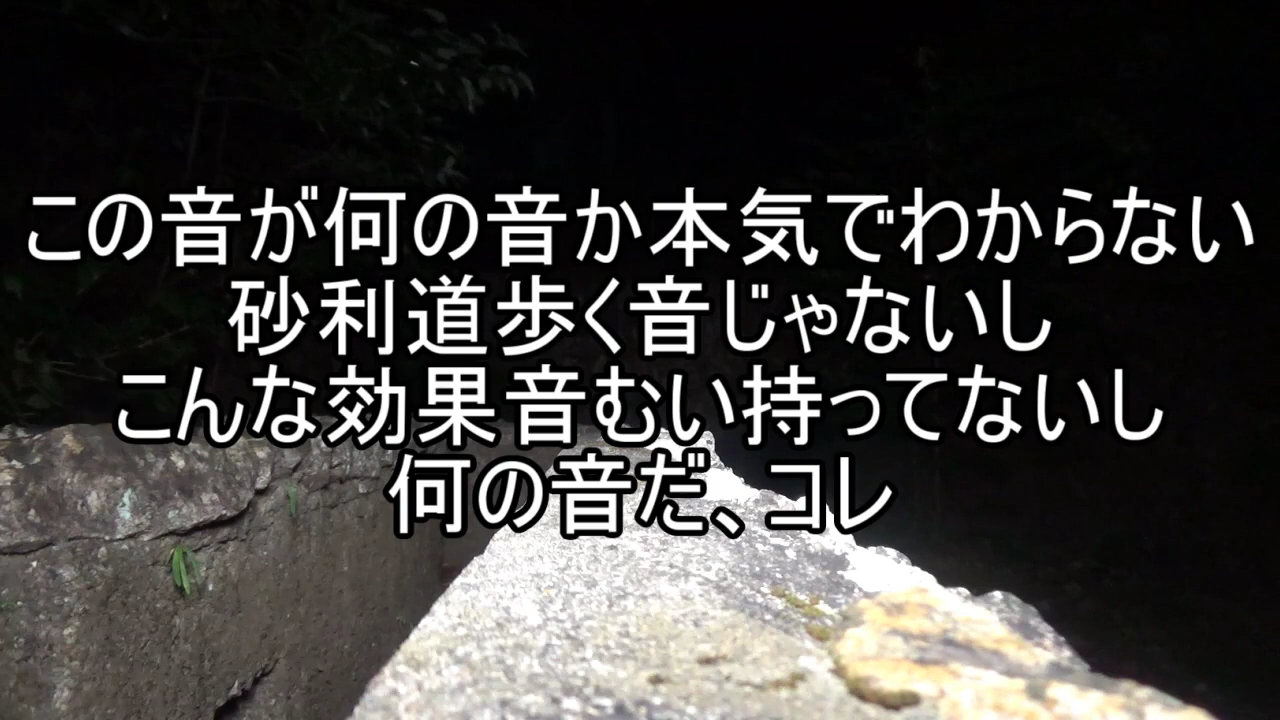 この音が何の音か本気でわからない
砂利道歩く音じゃないし
こんな効果音むい持ってないし
何の音だ、コレ